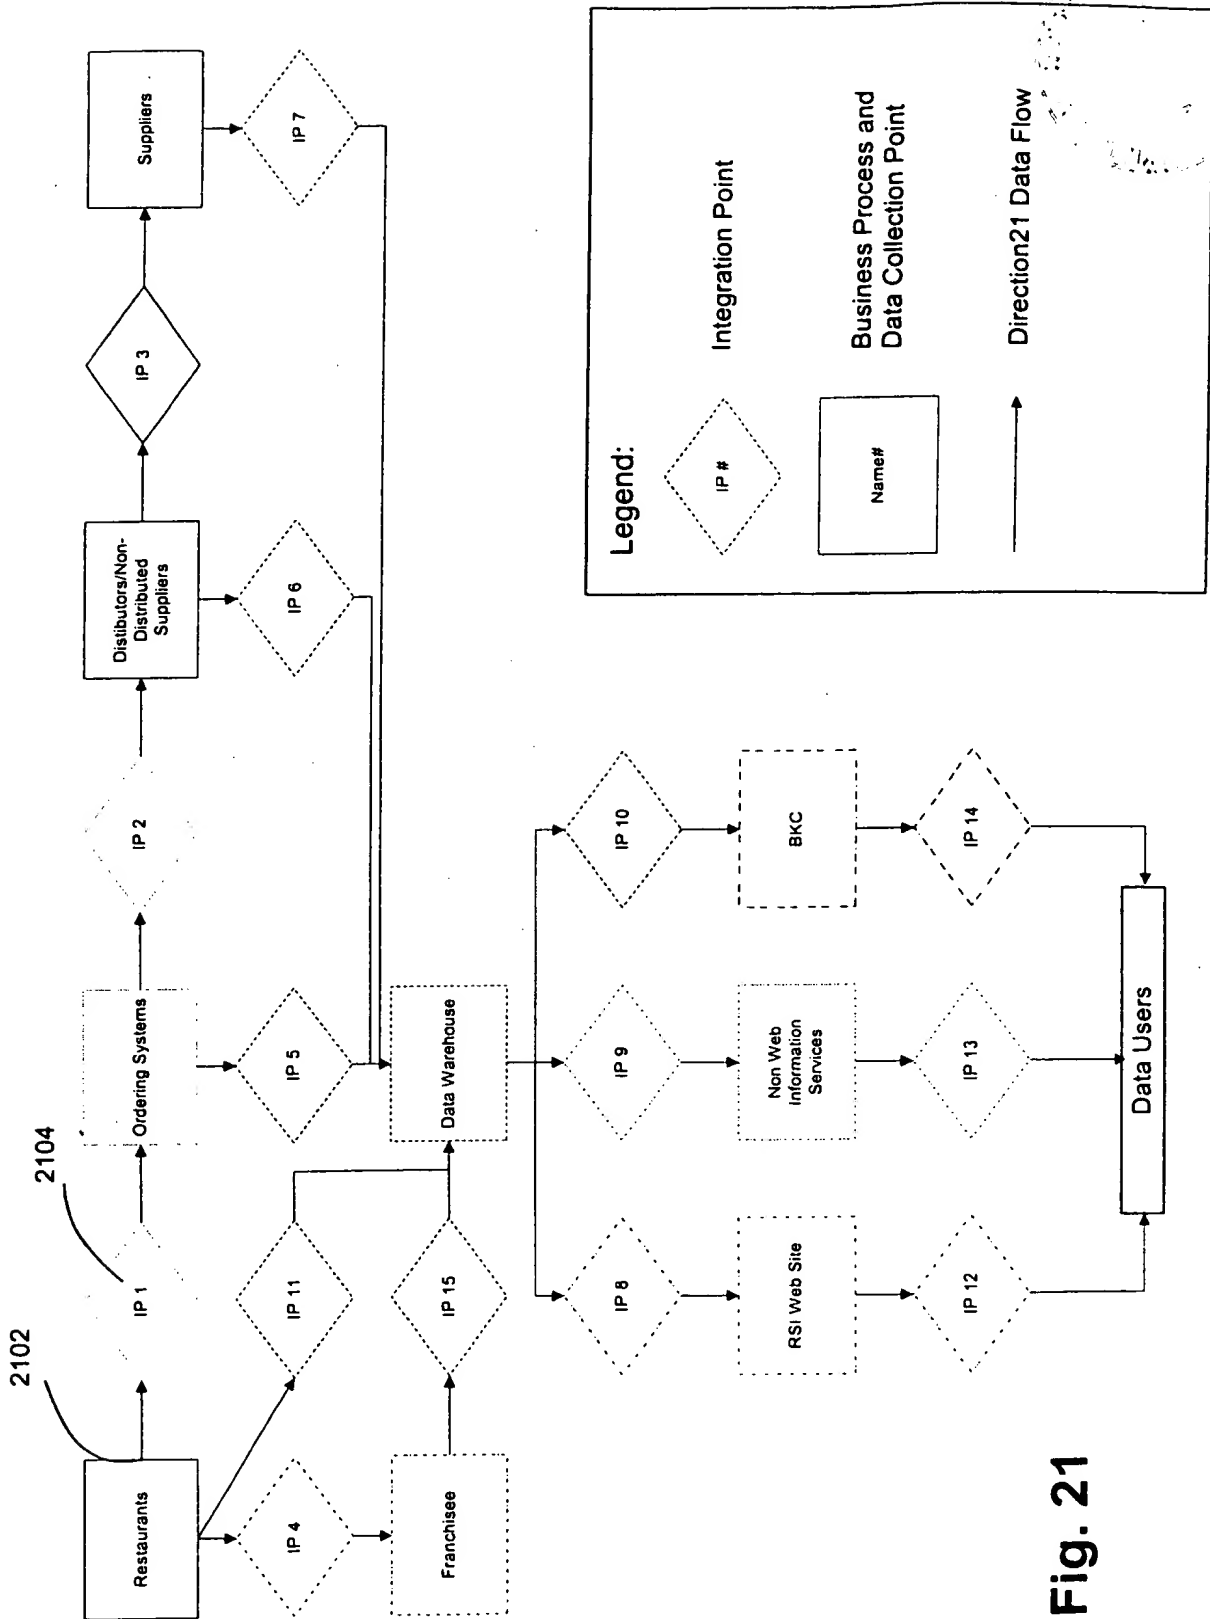 2102
2104
Restaurants
IP 1
Ordering Systems
IP 2
Distibutors/Non-
Distributed
Suppliers
IP 3
Suppliers
IP 4
IP 11
IP 5
IP 6
IP 7
Franchisee
IP 15
Data Warehouse
IP 8
IP 9
IP 10
RSI Web Site
Non Web
Information
Services
BKC
IP 12
IP 13
IP 14
Data Users
Legend:
IP #
Integration Point
Name#
Business Process and
Data Collection Point
Direction21 Data Flow
Fig. 21